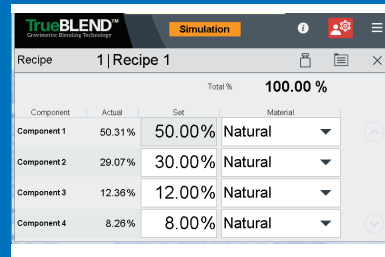 TrueBLEND™
Gravimetric Blending Technology
Simulation
Recipe 1 | Recipe 1
Total % 100.00 %
Component Actual Set Material
Component 1 50.31% 50.00% Natural
Component 2 29.07% 30.00% Natural
Component 3 12.36% 12.00% Natural
Component 4 8.26% 8.00% Natural